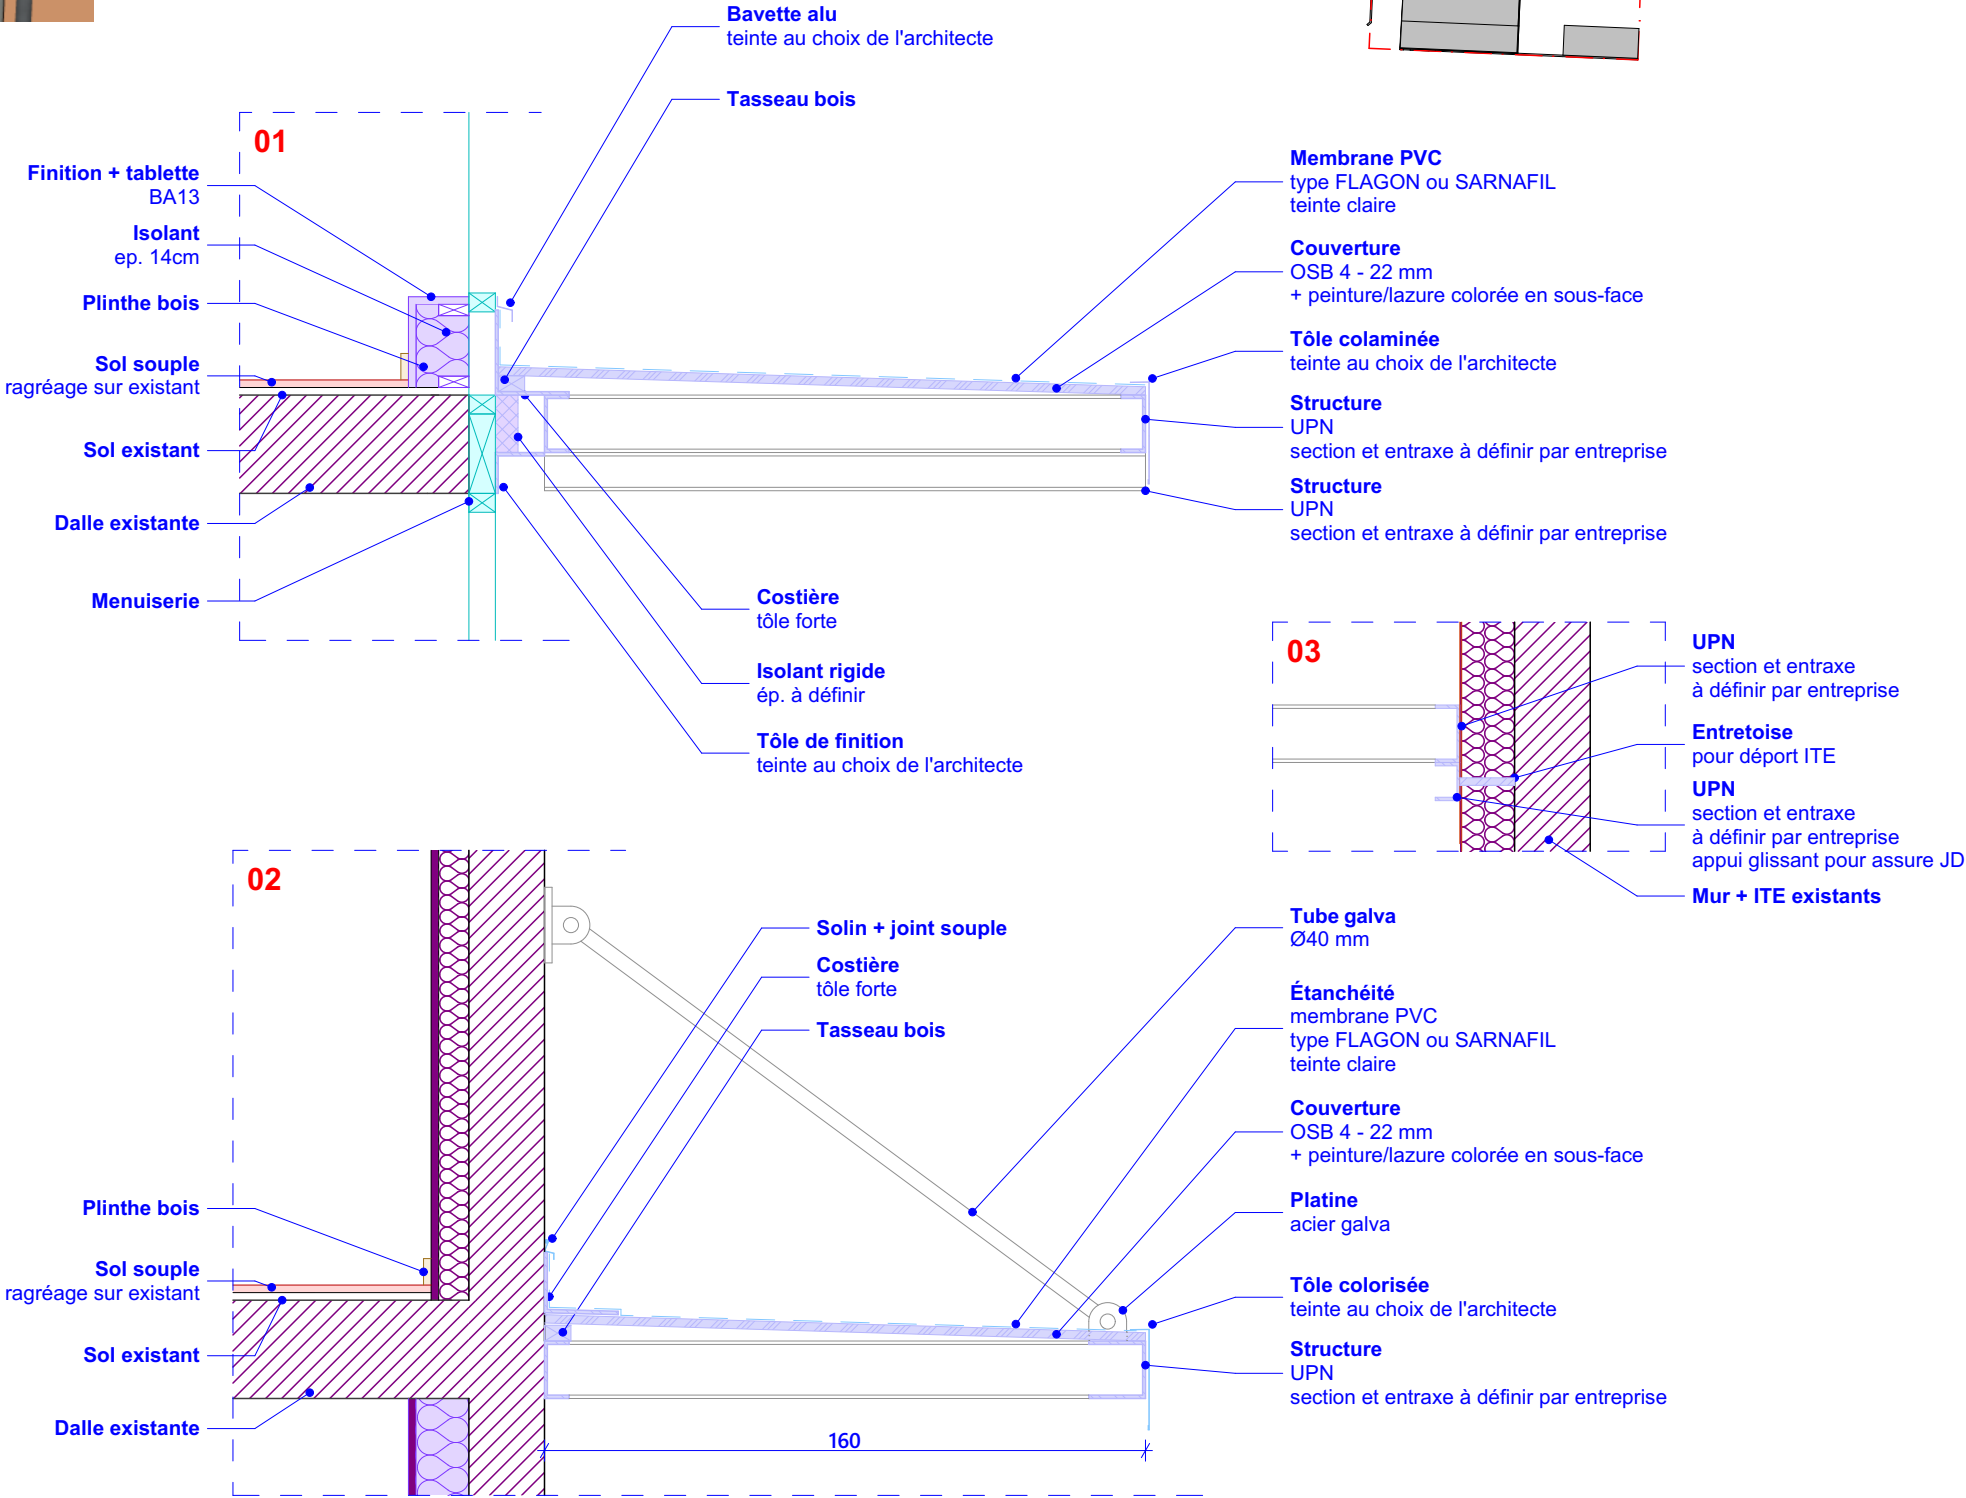 Bavette alu
teinte au choix de l'architecte
Tasseau bois
01
Finition + tablette
BA13
Isolant
ep. 14cm
Plinthe bois
Sol souple
ragréage sur existant
Sol existant
Dalle existante
Menuiserie
Membrane PVC
type FLAGON ou SARNAFIL
teinte claire
Couverture
OSB 4 - 22 mm
+ peinture/lazure colorée en sous-face
Tôle colaminée
teinte au choix de l'architecte
Structure
UPN
section et entraxe à définir par entreprise
Structure
UPN
section et entraxe à définir par entreprise
Costière
tôle forte
Isolant rigide
ép. à définir
Tôle de finition
teinte au choix de l'architecte
03
UPN
section et entraxe
à définir par entreprise
Entretoise
pour déport ITE
UPN
section et entraxe
à définir par entreprise
appui glissant pour assure JD
Mur + ITE existants
02
Solin + joint souple
Costière
tôle forte
Tasseau bois
Plinthe bois
Sol souple
ragréage sur existant
Sol existant
Dalle existante
Tube galva
Ø40 mm
Étanchéité
membrane PVC
type FLAGON ou SARNAFIL
teinte claire
Couverture
OSB 4 - 22 mm
+ peinture/lazure colorée en sous-face
Platine
acier galva
Tôle colorisée
teinte au choix de l'architecte
Structure
UPN
section et entraxe à définir par entreprise
160